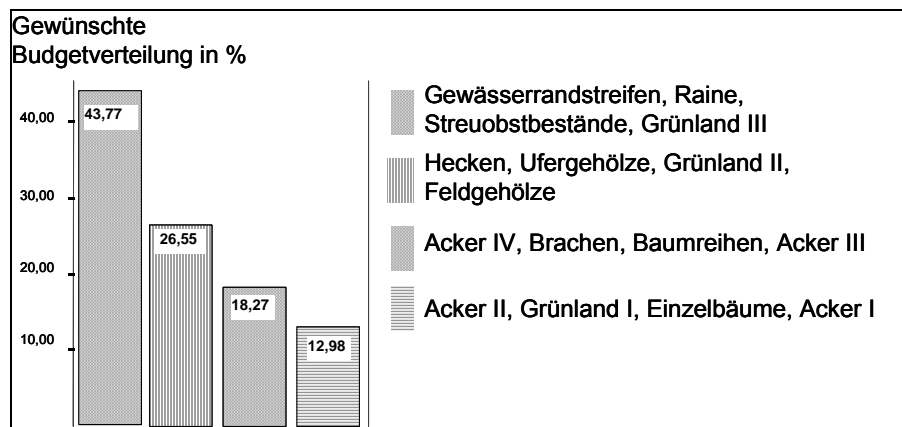 Gewünschte
Budgetverteilung in %
40,00
30,00
20,00
10,00
43,77
26,55
18,27
12,98
Gewässerrandstreifen, Raine,
Streuobstbestände, Grünland III
Hecken, Ufergehölze, Grünland II,
Feldgehölze
Acker IV, Brachen, Baumreihen, Acker III
Acker II, Grünland I, Einzelbäume, Acker I